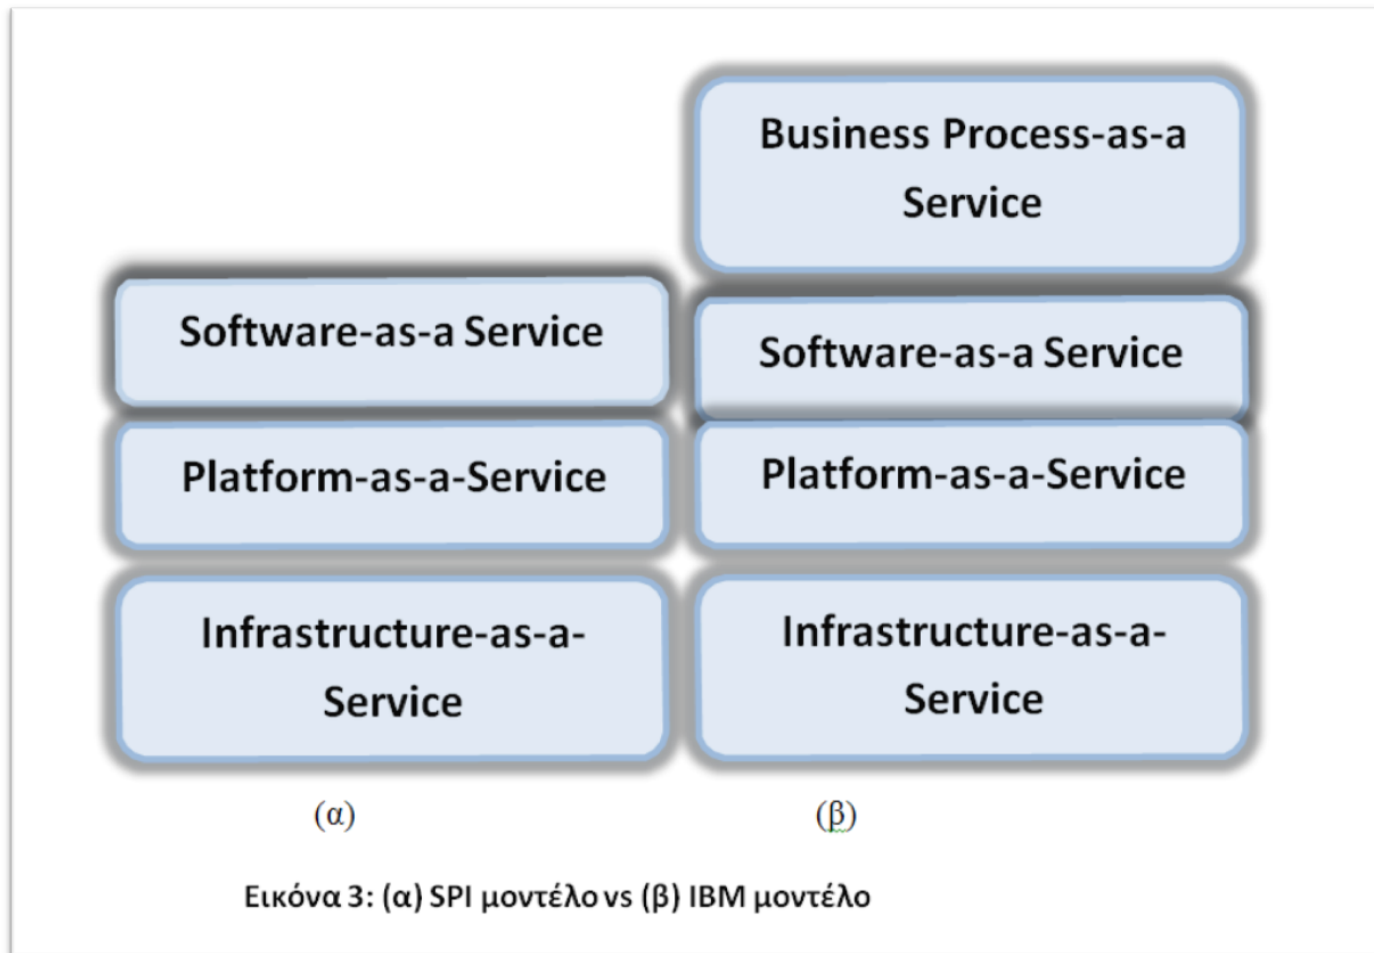 Business Process-as-a
Service
Software-as-a Service
Software-as-a Service
Platform-as-a-Service
Platform-as-a-Service
Infrastructure-as-a-
Service
Infrastructure-as-a-
Service
(α)
(β)
Εικόνα 3: (α) SPI μοντέλο vs (β) IBM μοντέλο